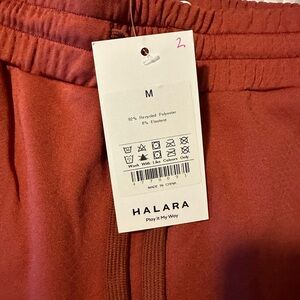 2
M
92% Recycled Polyester
8% Elastane
Wash With Like Colours Only
MADE IN CHINA
HALARA
Play It My Way